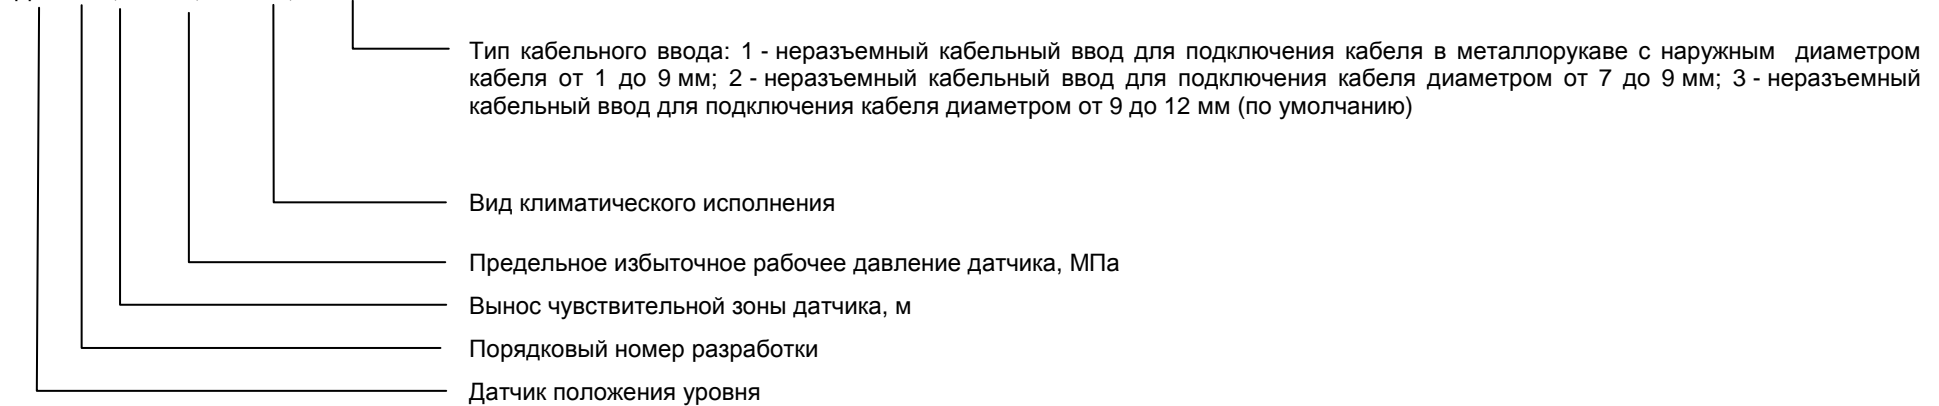 Тип кабельного ввода: 1 - неразъемный кабельный ввод для подключения кабеля в металлорукаве с наружным диаметром
кабеля от 1 до 9 мм; 2 - неразъемный кабельный ввод для подключения кабеля диаметром от 7 до 9 мм; 3 - неразъемный
кабельный ввод для подключения кабеля диаметром от 9 до 12 мм (по умолчанию)
Вид климатического исполнения
Предельное избыточное рабочее давление датчика, МПа
Вынос чувствительной зоны датчика, м
Порядковый номер разработки
Датчик положения уровня